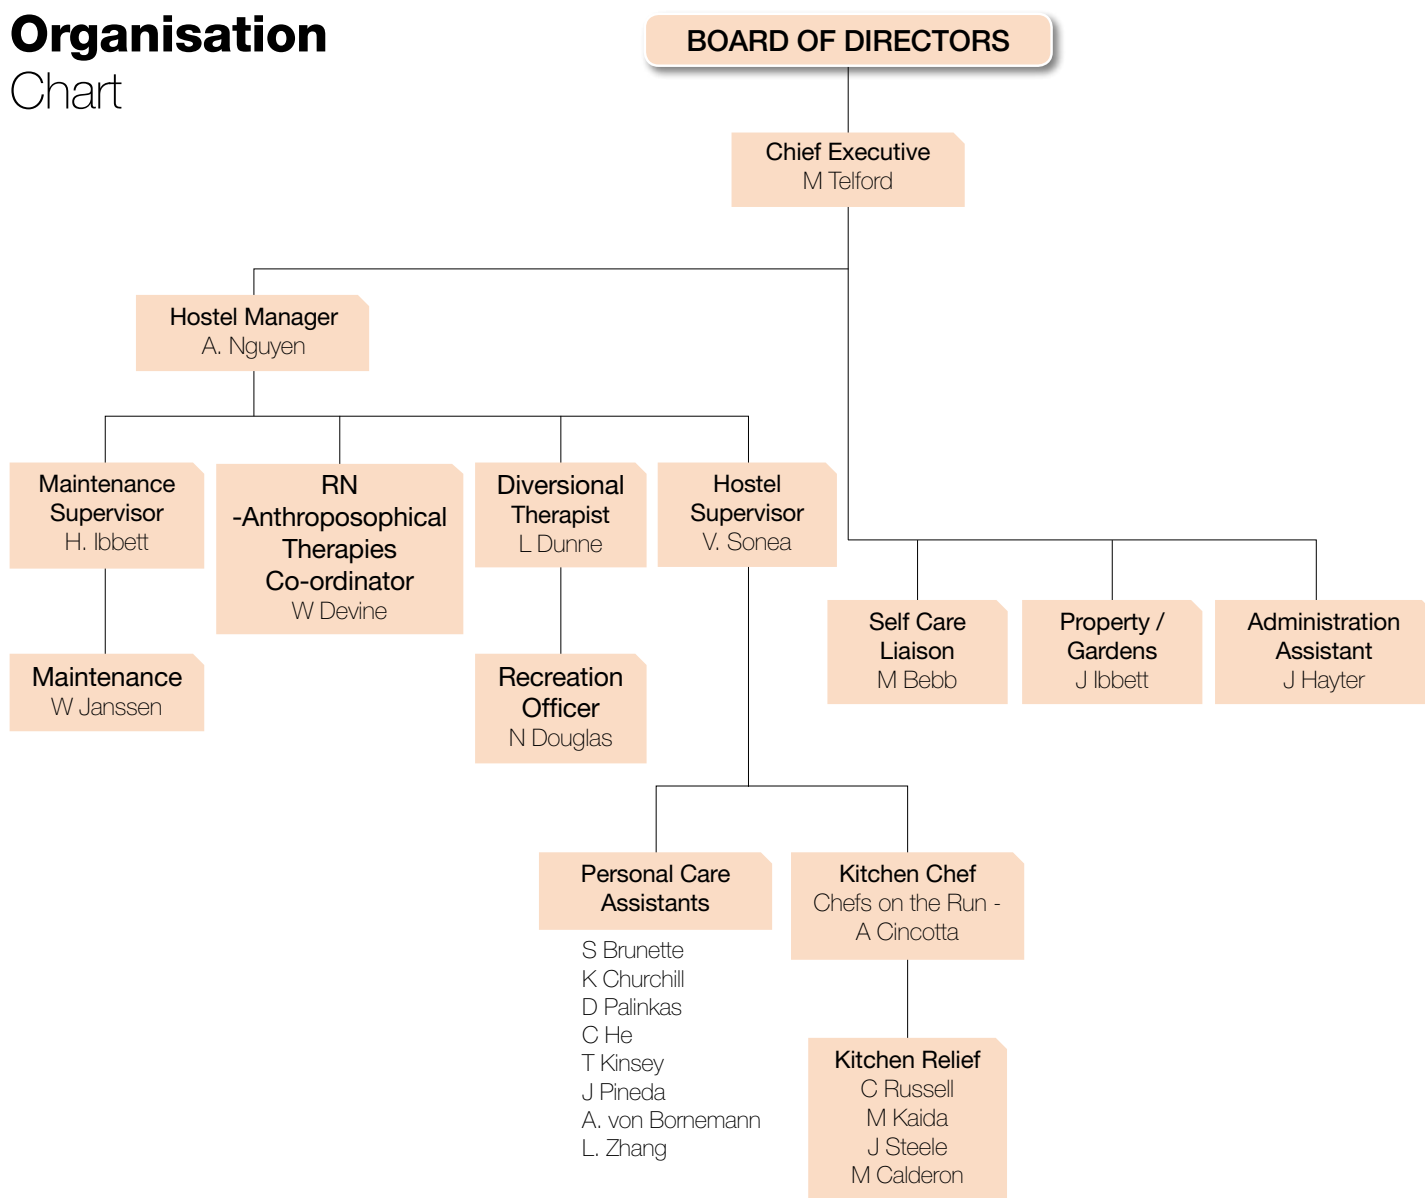 Organisation
Chart
BOARD OF DIRECTORS
Chief Executive
M Telford
Hostel Manager
A. Nguyen
Maintenance
Supervisor
H. Ibbett
RN
-Anthroposophical
Therapies
Co-ordinator
W Devine
Diversional
Therapist
L Dunne
Hostel
Supervisor
V. Sonea
Self Care
Liaison
M Bebb
Property /
Gardens
J Ibbett
Administration
Assistant
J Hayter
Maintenance
W Janssen
Recreation
Officer
N Douglas
Personal Care
Assistants
S Brunette
K Churchill
D Palinkas
C He
T Kinsey
J Pineda
A. von Bornemann
L. Zhang
Kitchen Chef
Chefs on the Run -
A Cincotta
Kitchen Relief
C Russell
M Kaida
J Steele
M Calderon